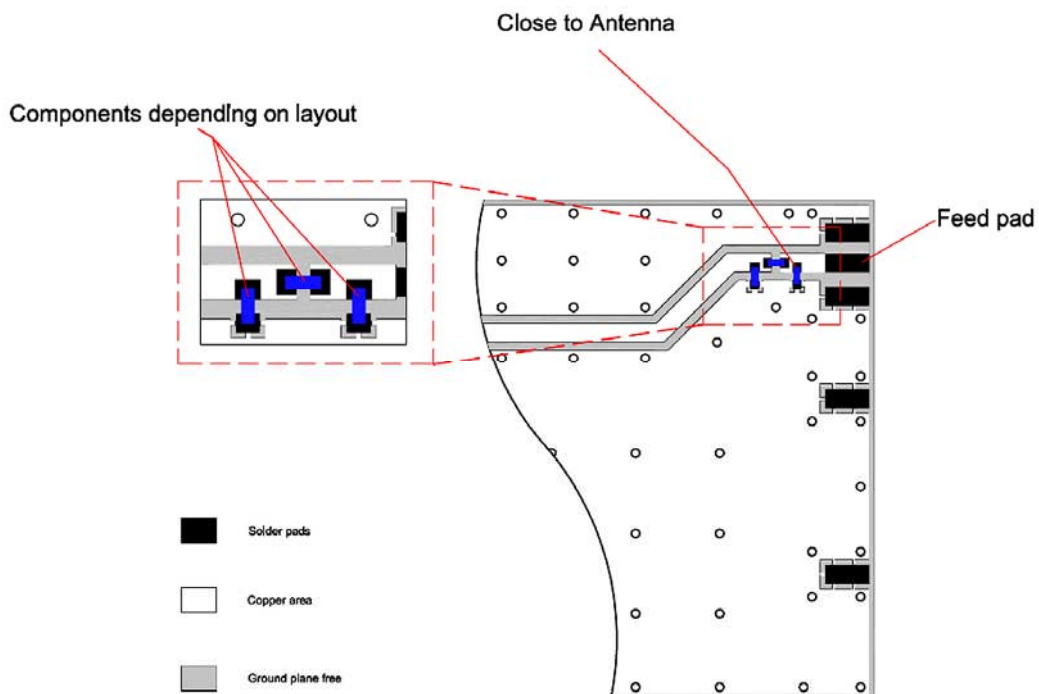 Close to Antenna
Components depending on layout
Feed pad
Solder pads
Copper area
Ground plane free